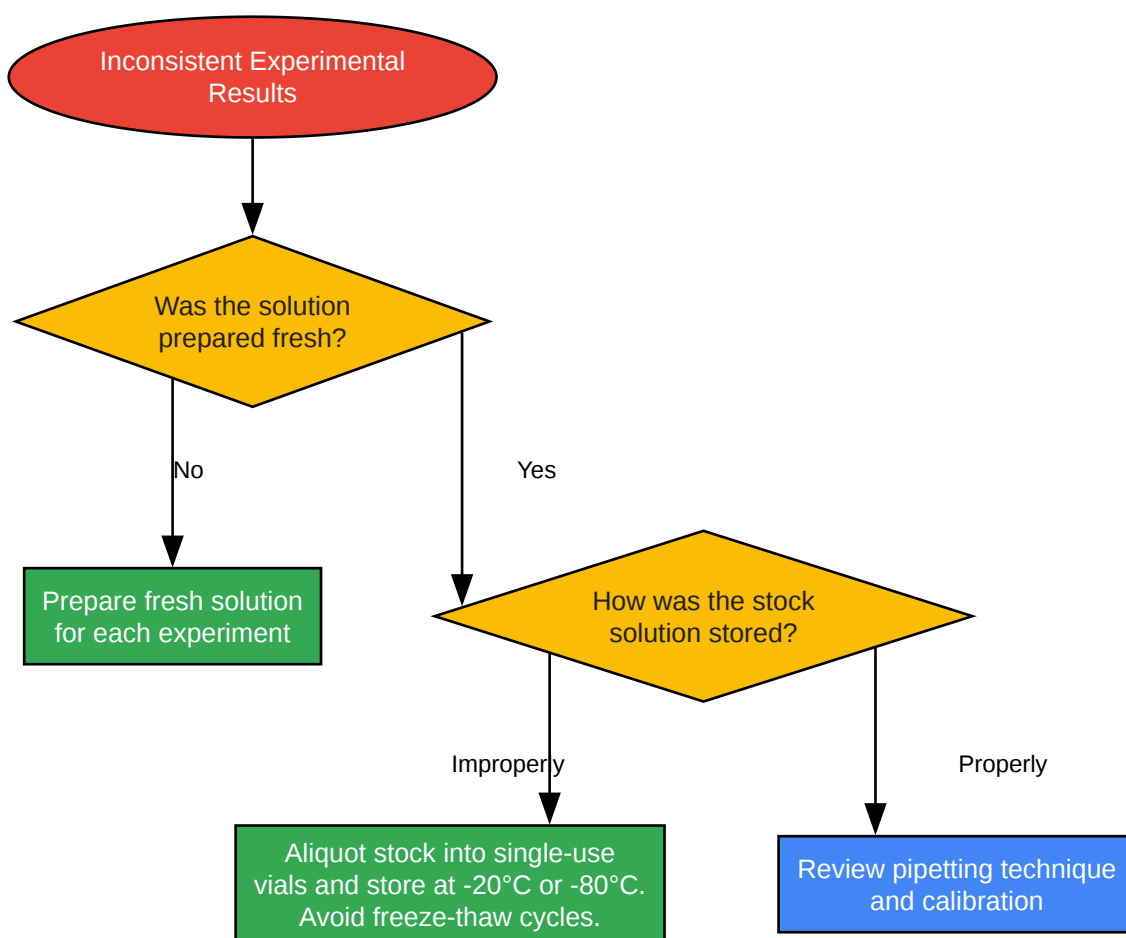 Inconsistent Experimental
Results
Was the solution
prepared fresh?
No
Yes
Prepare fresh solution
for each experiment
How was the stock
solution stored?
Improperly
Properly
Aliquot stock into single-use
vials and store at -20°C or -80°C.
Avoid freeze-thaw cycles.
Review pipetting technique
and calibration